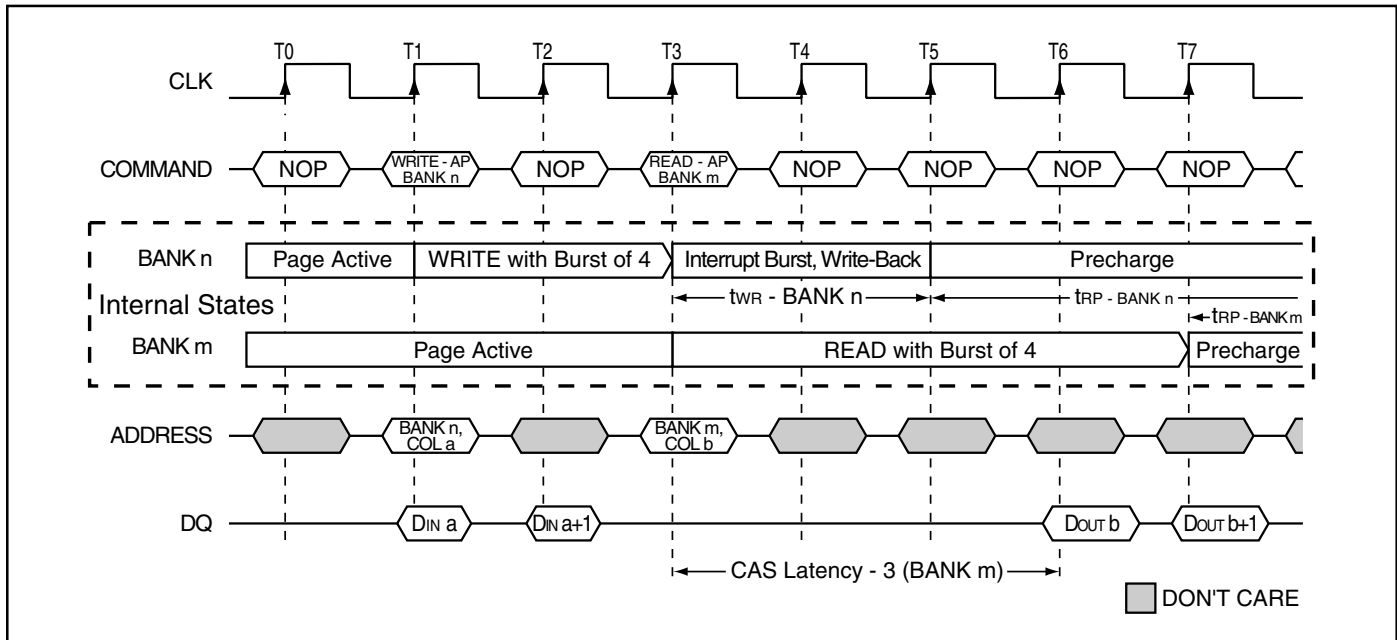 T0 T1 T2 T3 T4 T5 T6 T7
CLK
COMMAND NOP WRITE - AP BANK n NOP READ - AP BANK m NOP NOP NOP NOP
BANK n Page Active WRITE with Burst of 4 Interrupt Burst, Write-Back Precharge
tWR - BANK n tRP - BANK n
Internal States
tRP - BANK m
BANK m Page Active READ with Burst of 4 Precharge
ADDRESS BANK n, COL a BANK m, COL b
DQ DIN a DIN a+1 DOUT b DOUT b+1
CAS Latency - 3 (BANK m)
DON'T CARE